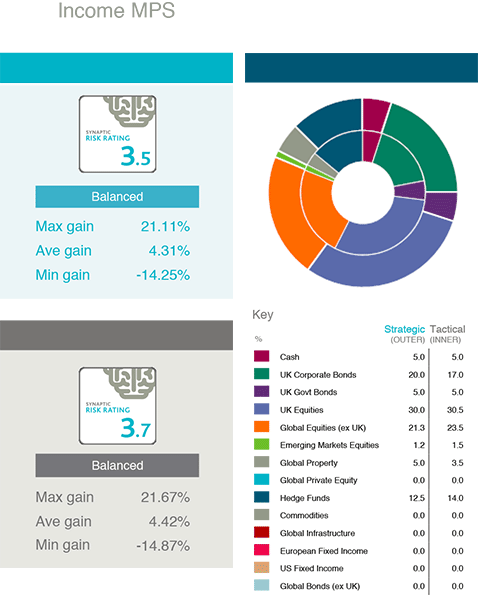 Income MPS
SYNAPTIC
RISK RATING
3.5
Balanced
Max gain 21.11%
Ave gain 4.31%
Min gain -14.25%
SYNAPTIC
RISK RATING
3.7
Balanced
Max gain 21.67%
Ave gain 4.42%
Min gain -14.87%
Key
Strategic Tactical
% (OUTER) (INNER)
Cash 5.0 5.0
UK Corporate Bonds 20.0 17.0
UK Govt Bonds 5.0 5.0
UK Equities 30.0 30.5
Global Equities (ex UK) 21.3 23.5
Emerging Markets Equities 1.2 1.5
Global Property 5.0 3.5
Global Private Equity 0.0 0.0
Hedge Funds 12.5 14.0
Commodities 0.0 0.0
Global Infrastructure 0.0 0.0
European Fixed Income 0.0 0.0
US Fixed Income 0.0 0.0
Global Bonds (ex UK) 0.0 0.0